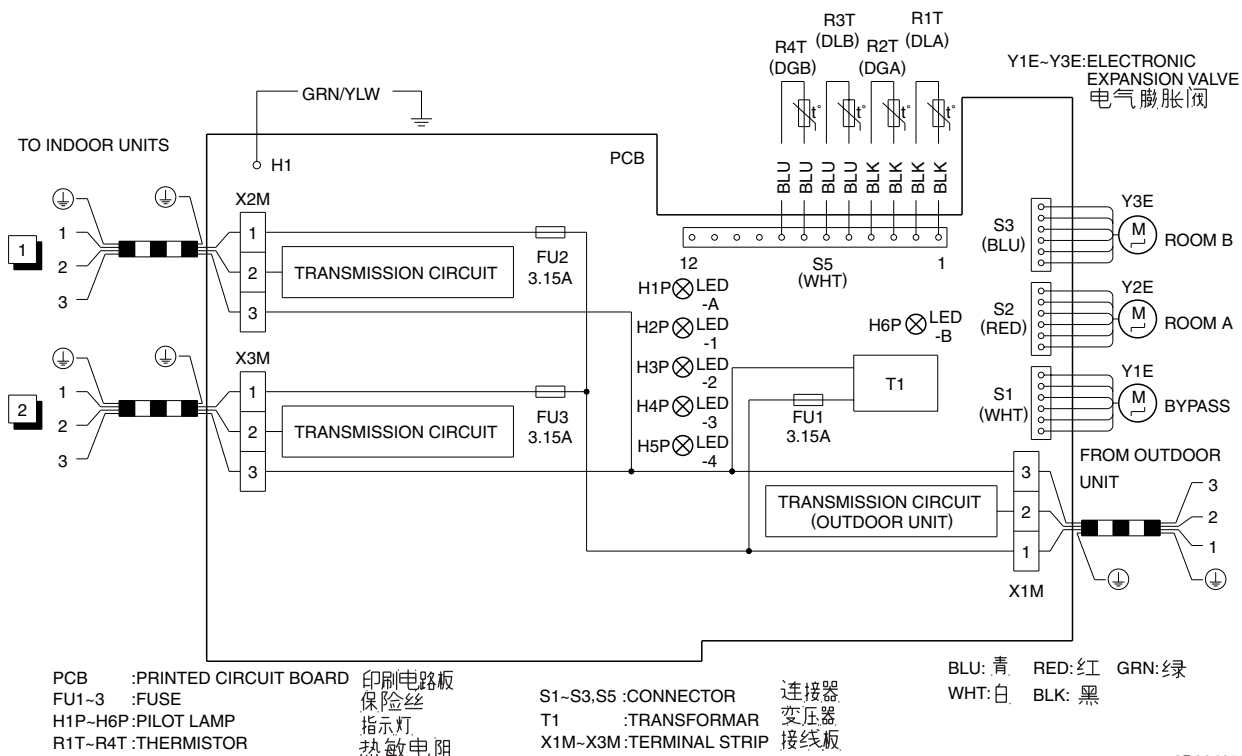 R3T
(DLB)
R1T
(DLA)
R4T
(DGB)
R2T
(DGA)
Y1E~Y3E:ELECTRONIC
EXPANSION VALVE
电气膨胀阀
GRN/YLW
TO INDOOR UNITS
H1
PCB
t°
t°
t°
t°
BLU
BLU
BLU
BLU
BLK
BLK
BLK
BLK
X2M
1
2
3
1
1
2
3
TRANSMISSION CIRCUIT
FU2
3.15A
12
S5
(WHT)
1
S3
(BLU)
Y3E
M
ROOM B
H1P LED
-A
H2P LED
-1
H3P LED
-2
H4P LED
-3
H5P LED
-4
H6P LED
-B
S2
(RED)
Y2E
M
ROOM A
X3M
2
1
2
3
1
2
3
TRANSMISSION CIRCUIT
FU3
3.15A
T1
FU1
3.15A
S1
(WHT)
Y1E
M
BYPASS
FROM OUTDOOR
UNIT
TRANSMISSION CIRCUIT
(OUTDOOR UNIT)
3
2
1
X1M
3
2
1
PCB :PRINTED CIRCUIT BOARD 印刷电路板
FU1~3 :FUSE 保险丝
H1P~H6P:PILOT LAMP 指示灯
R1T~R4T :THERMISTOR 热敏电阻
S1~S3,S5 :CONNECTOR 连接器
T1 :TRANSFORMAR 变压器
X1M~X3M:TERMINAL STRIP 接线板
BLU: 青 RED:红 GRN:绿
WHT:白 BLK: 黑